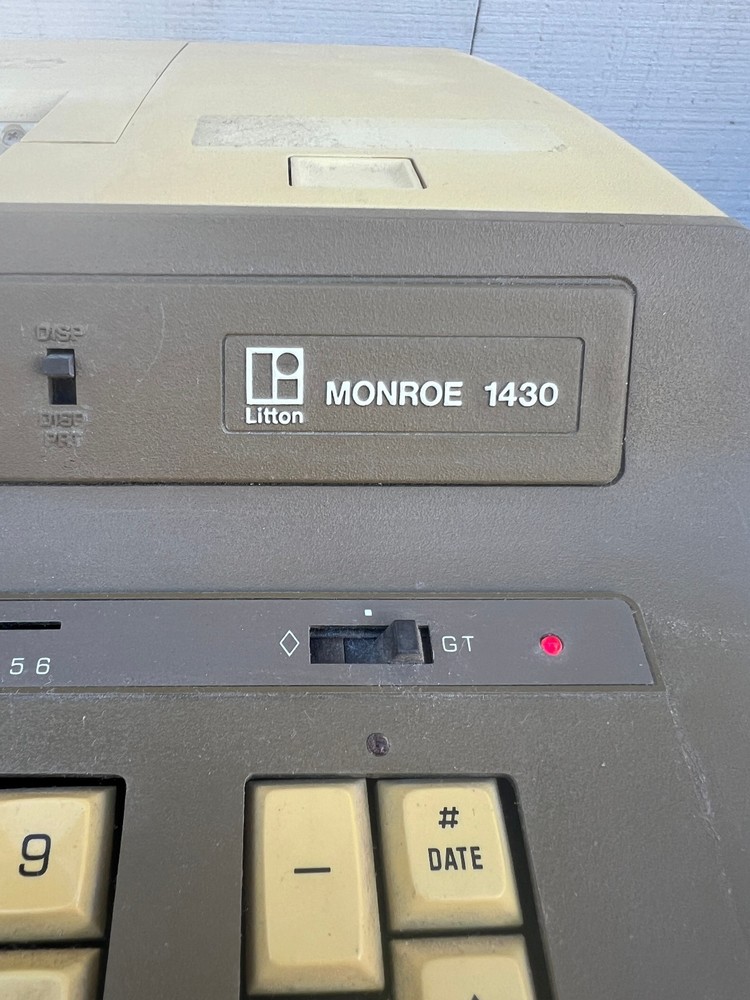 DISP
DISP
PRT
Litton
MONROE 1430
5 6
◇
GT
9
−
#
DATE